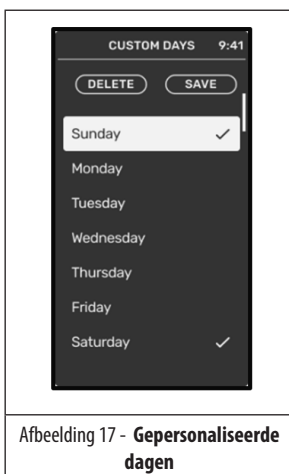 CUSTOM DAYS 9:41
DELETE SAVE
Sunday
Monday
Tuesday
Wednesday
Thursday
Friday
Saturday
Afbeelding 17 - Gepersonaliseerde
dagen